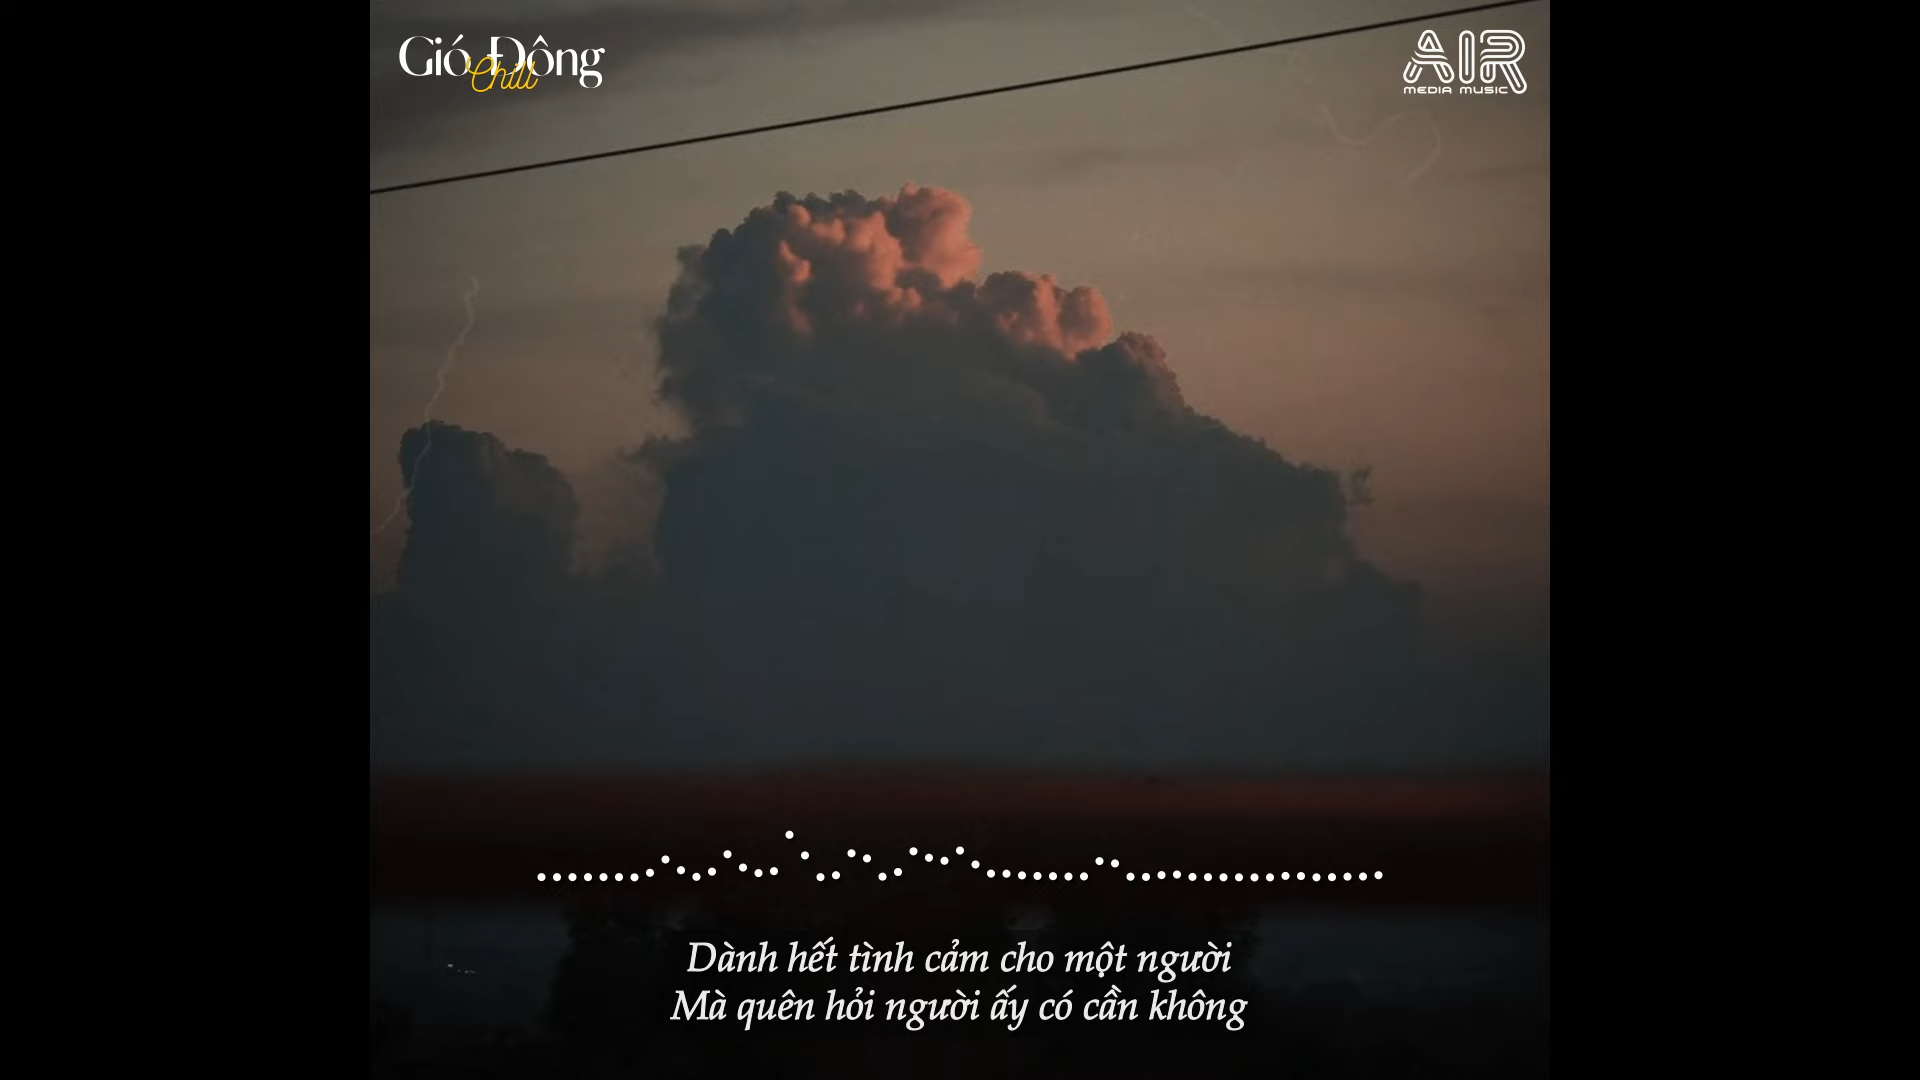 Gió Đông
Chill
AIR
MEDIA MUSIC
Dành hết tình cảm cho một người
Mà quên hỏi người ấy có cần không